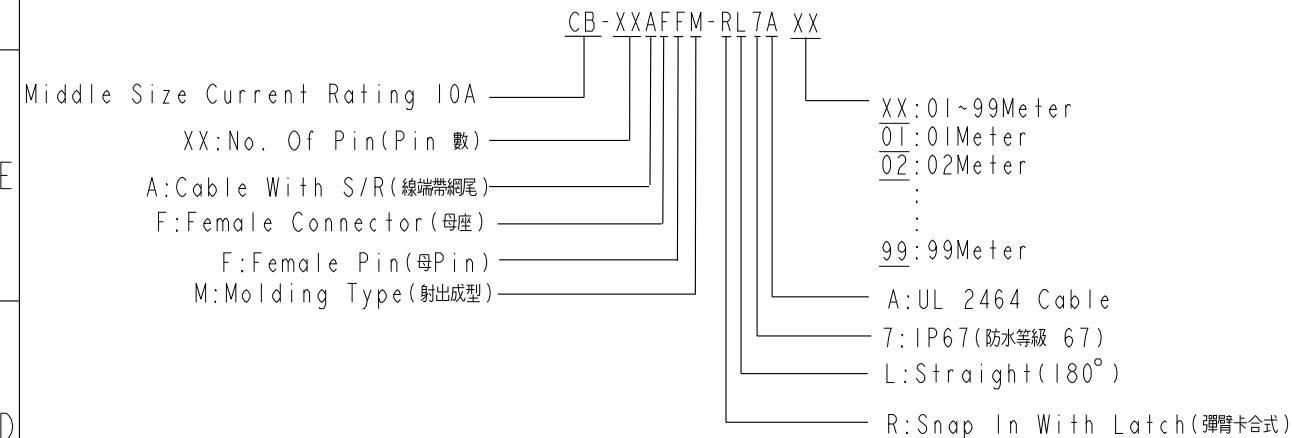 CB-XXAFFM-RL7A XX
Middle Size Current Rating 10A
XX:No. Of Pin(Pin 數)
A:Cable With S/R(線端帶網尾)
F:Female Connector(母座)
F:Female Pin(母Pin)
M:Molding Type(射出成型)
XX:01~99Meter
01:01Meter
02:02Meter
:
:
99:99Meter
A:UL 2464 Cable
7:IP67(防水等級 67)
L:Straight(180°)
R:Snap In With Latch(彈臂卡合式)
E
D